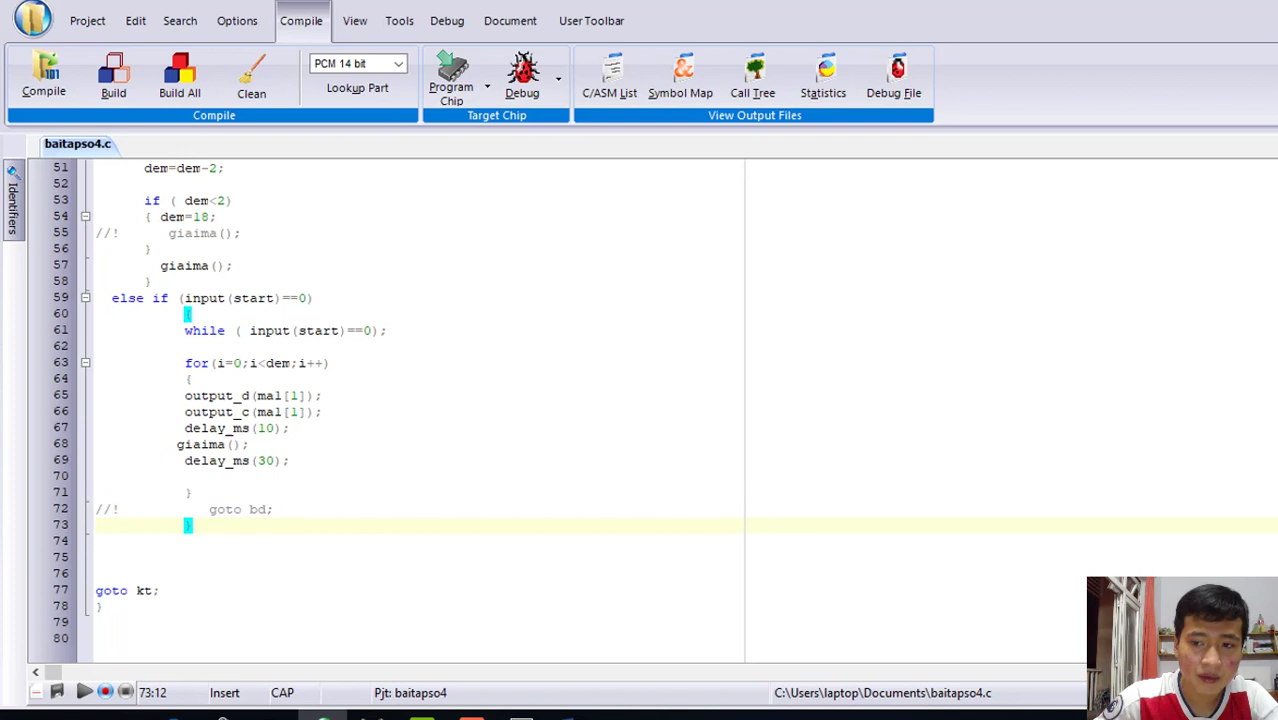 Project Edit Search Options Compile View Tools Debug Document User Toolbar
Compile Build Build All Clean PCM 14 bit Lookup Part Program Chip Debug C/ASM List Symbol Map Call Tree Statistics Debug File
Compile Target Chip View Output Files
baitapso4.c
Identifiers
51 dem=dem-2;
52
53 if ( dem<2)
54 { dem=18;
55 //! giaima();
56 }
57 giaima();
58 }
59 else if (input(start)==0)
60 {
61 while ( input(start)==0);
62
63 for(i=0;i<dem;i++)
64 {
65 output_d(mal[1]);
66 output_c(mal[1]);
67 delay_ms(10);
68 giaima();
69 delay_ms(30);
70
71 }
72 //! goto bd;
73 }
74
75
76
77 goto kt;
78 }
79
80
73:12 Insert CAP Pjt: baitapso4 C:\Users\laptop\Documents\baitapso4.c